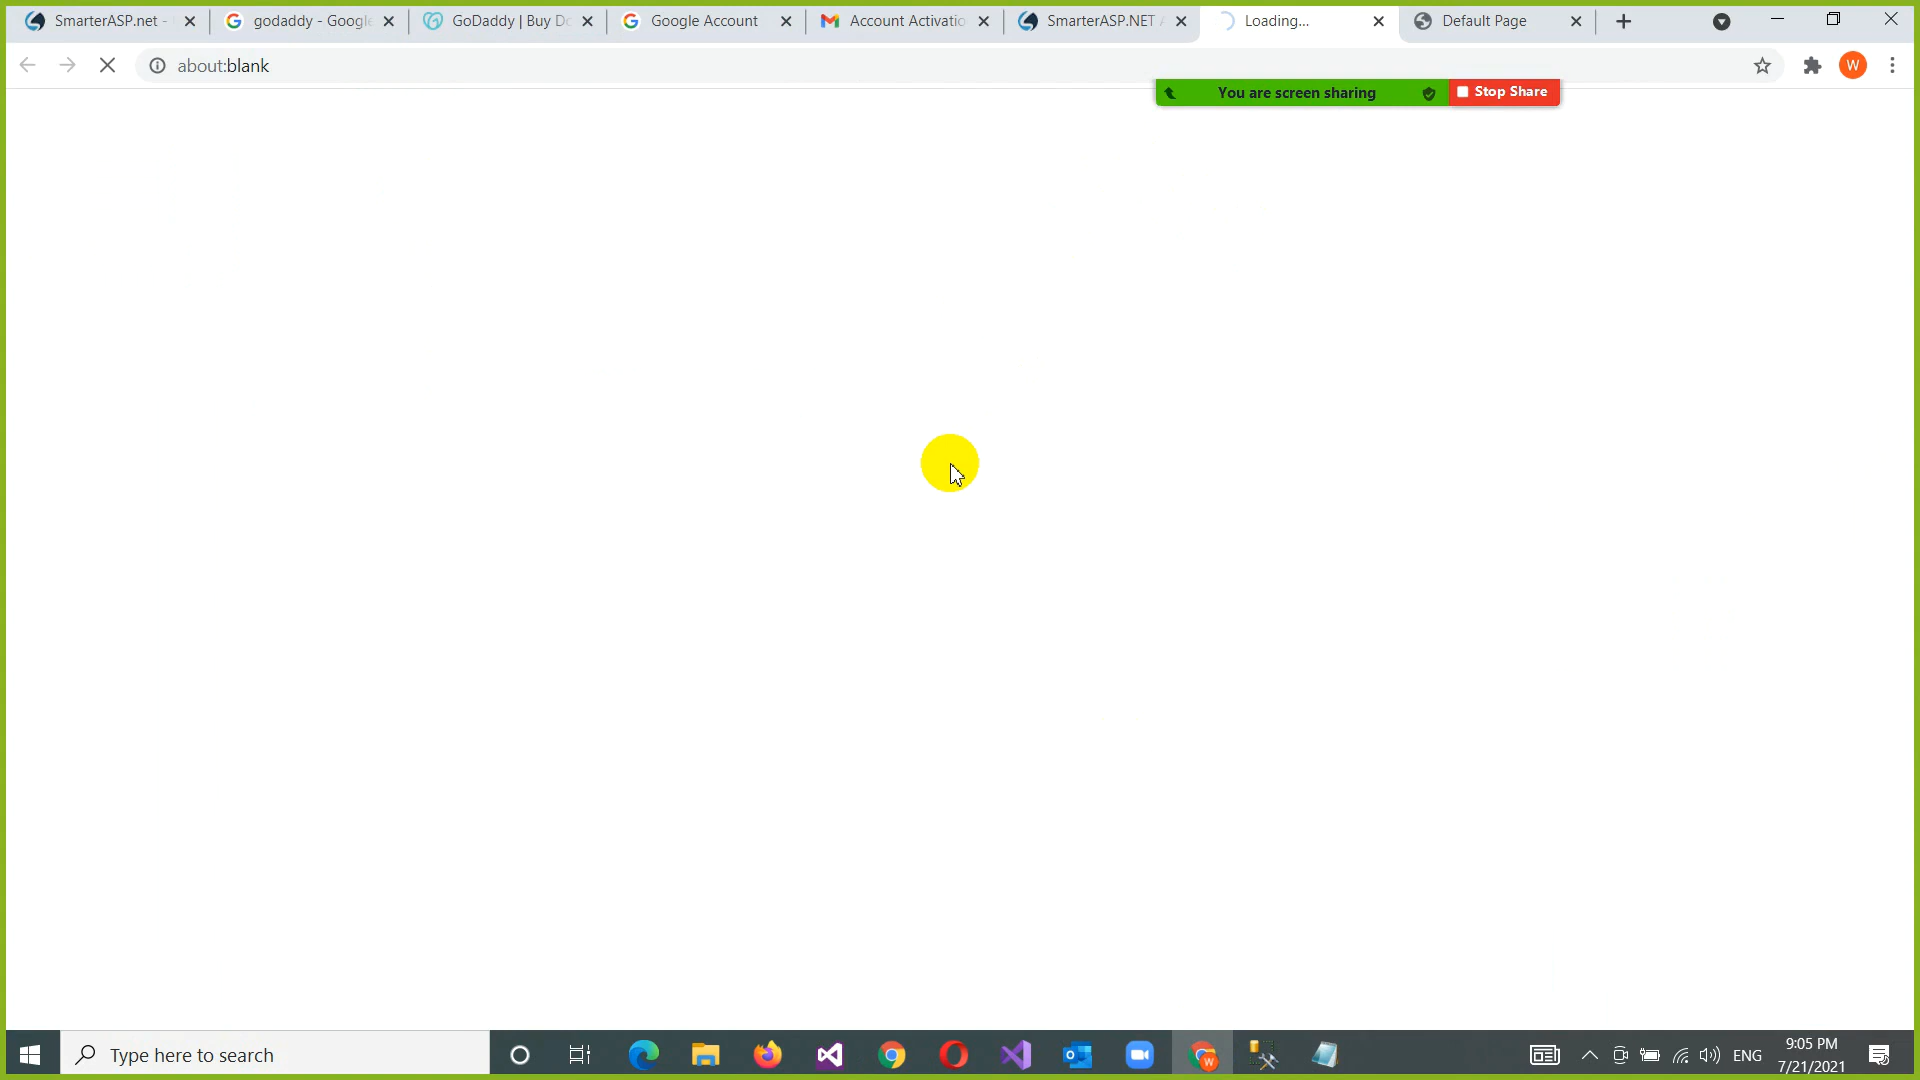 SmarterASP.net -
godaddy - Google
GoDaddy | Buy Do
Google Account
Account Activatio
SmarterASP.NET A
Loading...
Default Page
about:blank
W
You are screen sharing
Stop Share
Type here to search
W
ENG
9:05 PM
7/21/2021